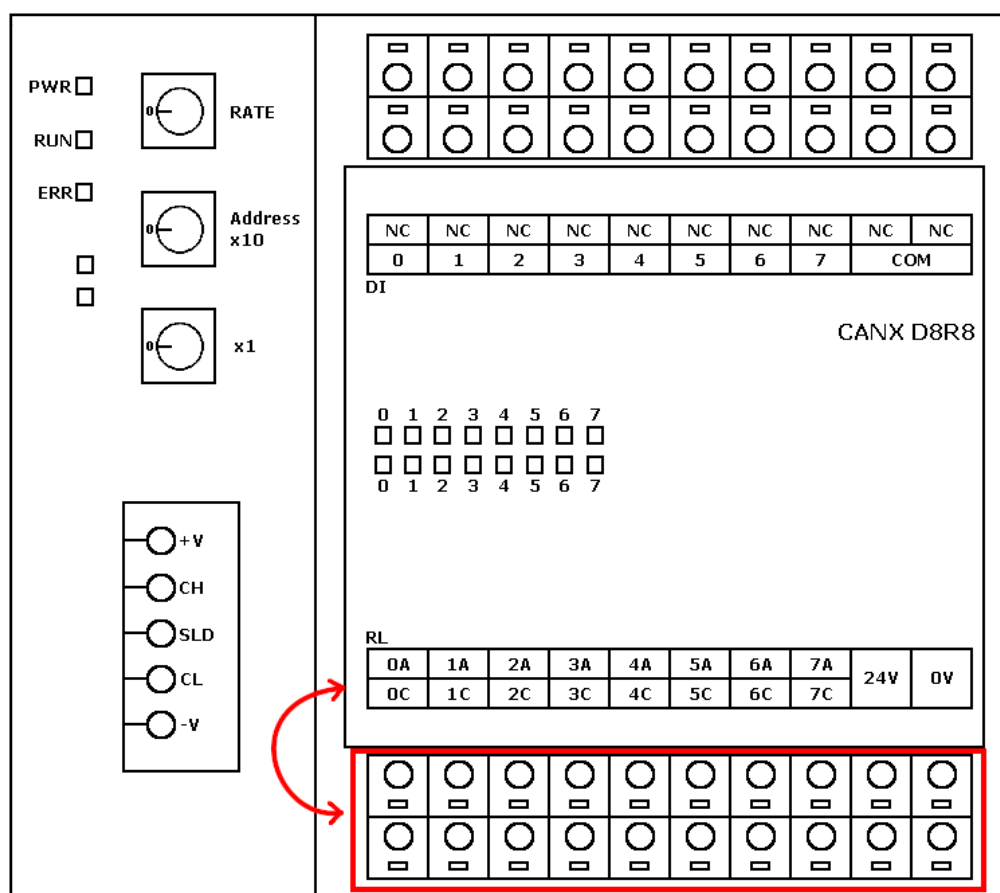 PWR
RUN
ERR
0 RATE
0 Address
x10
0 x1
+V
CH
SLD
CL
-V
NC NC NC NC NC NC NC NC NC NC
0 1 2 3 4 5 6 7 COM
DI
CANX D8R8
0 1 2 3 4 5 6 7
0 1 2 3 4 5 6 7
RL
0A 1A 2A 3A 4A 5A 6A 7A 24V 0V
0C 1C 2C 3C 4C 5C 6C 7C